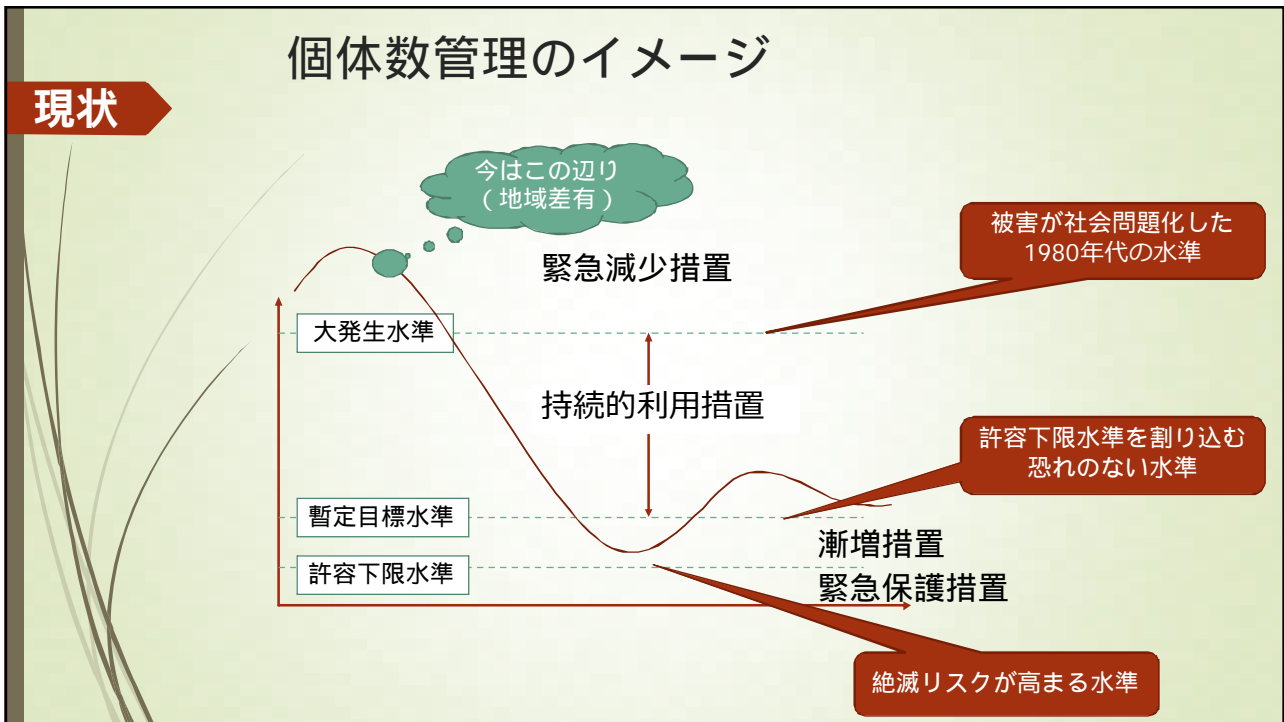 個体数管理のイメージ
現状
今はこの辺り
(地域差有)
緊急減少措置
被害が社会問題化した
1980年代の水準
大発生水準
持続的利用措置
許容下限水準を割り込む
恐れのない水準
暫定目標水準
漸増措置
許容下限水準
緊急保護措置
絶滅リスクが高まる水準